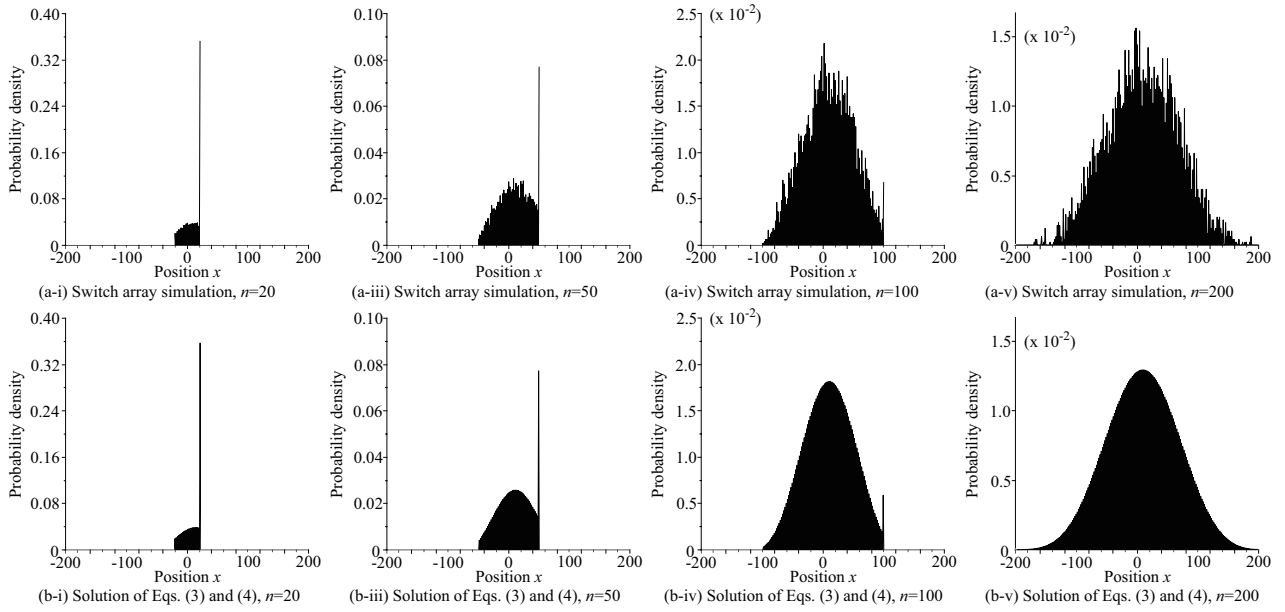 0.40
0.32
0.24
0.16
0.08
0
Probability density
-200 -100 0 100 200
Position x
(a-i) Switch array simulation, n=20
0.10
0.08
0.06
0.04
0.02
0
Probability density
-200 -100 0 100 200
Position x
(a-iii) Switch array simulation, n=50
2.5
(x 10-2)
2.0
1.5
1.0
0.5
0
Probability density
-200 -100 0 100 200
Position x
(a-iv) Switch array simulation, n=100
1.5
(x 10-2)
1.0
0.5
0
Probability density
-200 -100 0 100 200
Position x
(a-v) Switch array simulation, n=200
0.40
0.32
0.24
0.16
0.08
0
Probability density
-200 -100 0 100 200
Position x
(b-i) Solution of Eqs. (3) and (4), n=20
0.10
0.08
0.06
0.04
0.02
0
Probability density
-200 -100 0 100 200
Position x
(b-iii) Solution of Eqs. (3) and (4), n=50
2.5
(x 10-2)
2.0
1.5
1.0
0.5
0
Probability density
-200 -100 0 100 200
Position x
(b-iv) Solution of Eqs. (3) and (4), n=100
1.5
(x 10-2)
1.0
0.5
0
Probability density
-200 -100 0 100 200
Position x
(b-v) Solution of Eqs. (3) and (4), n=200